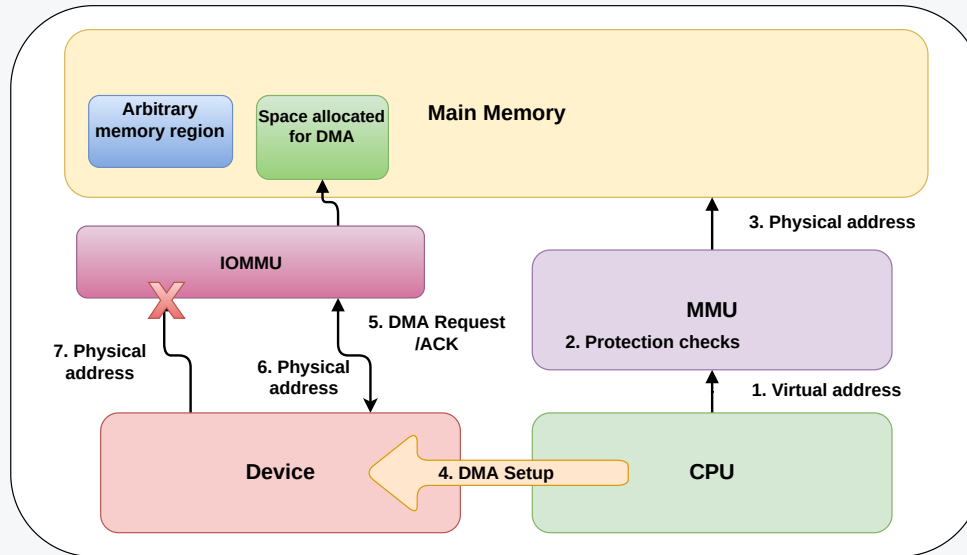 Main Memory
Arbitrary
memory region
Space allocated
for DMA
3. Physical address
IOMMU
MMU
2. Protection checks
5. DMA Request
/ACK
7. Physical
address
6. Physical
address
1. Virtual address
Device
4. DMA Setup
CPU